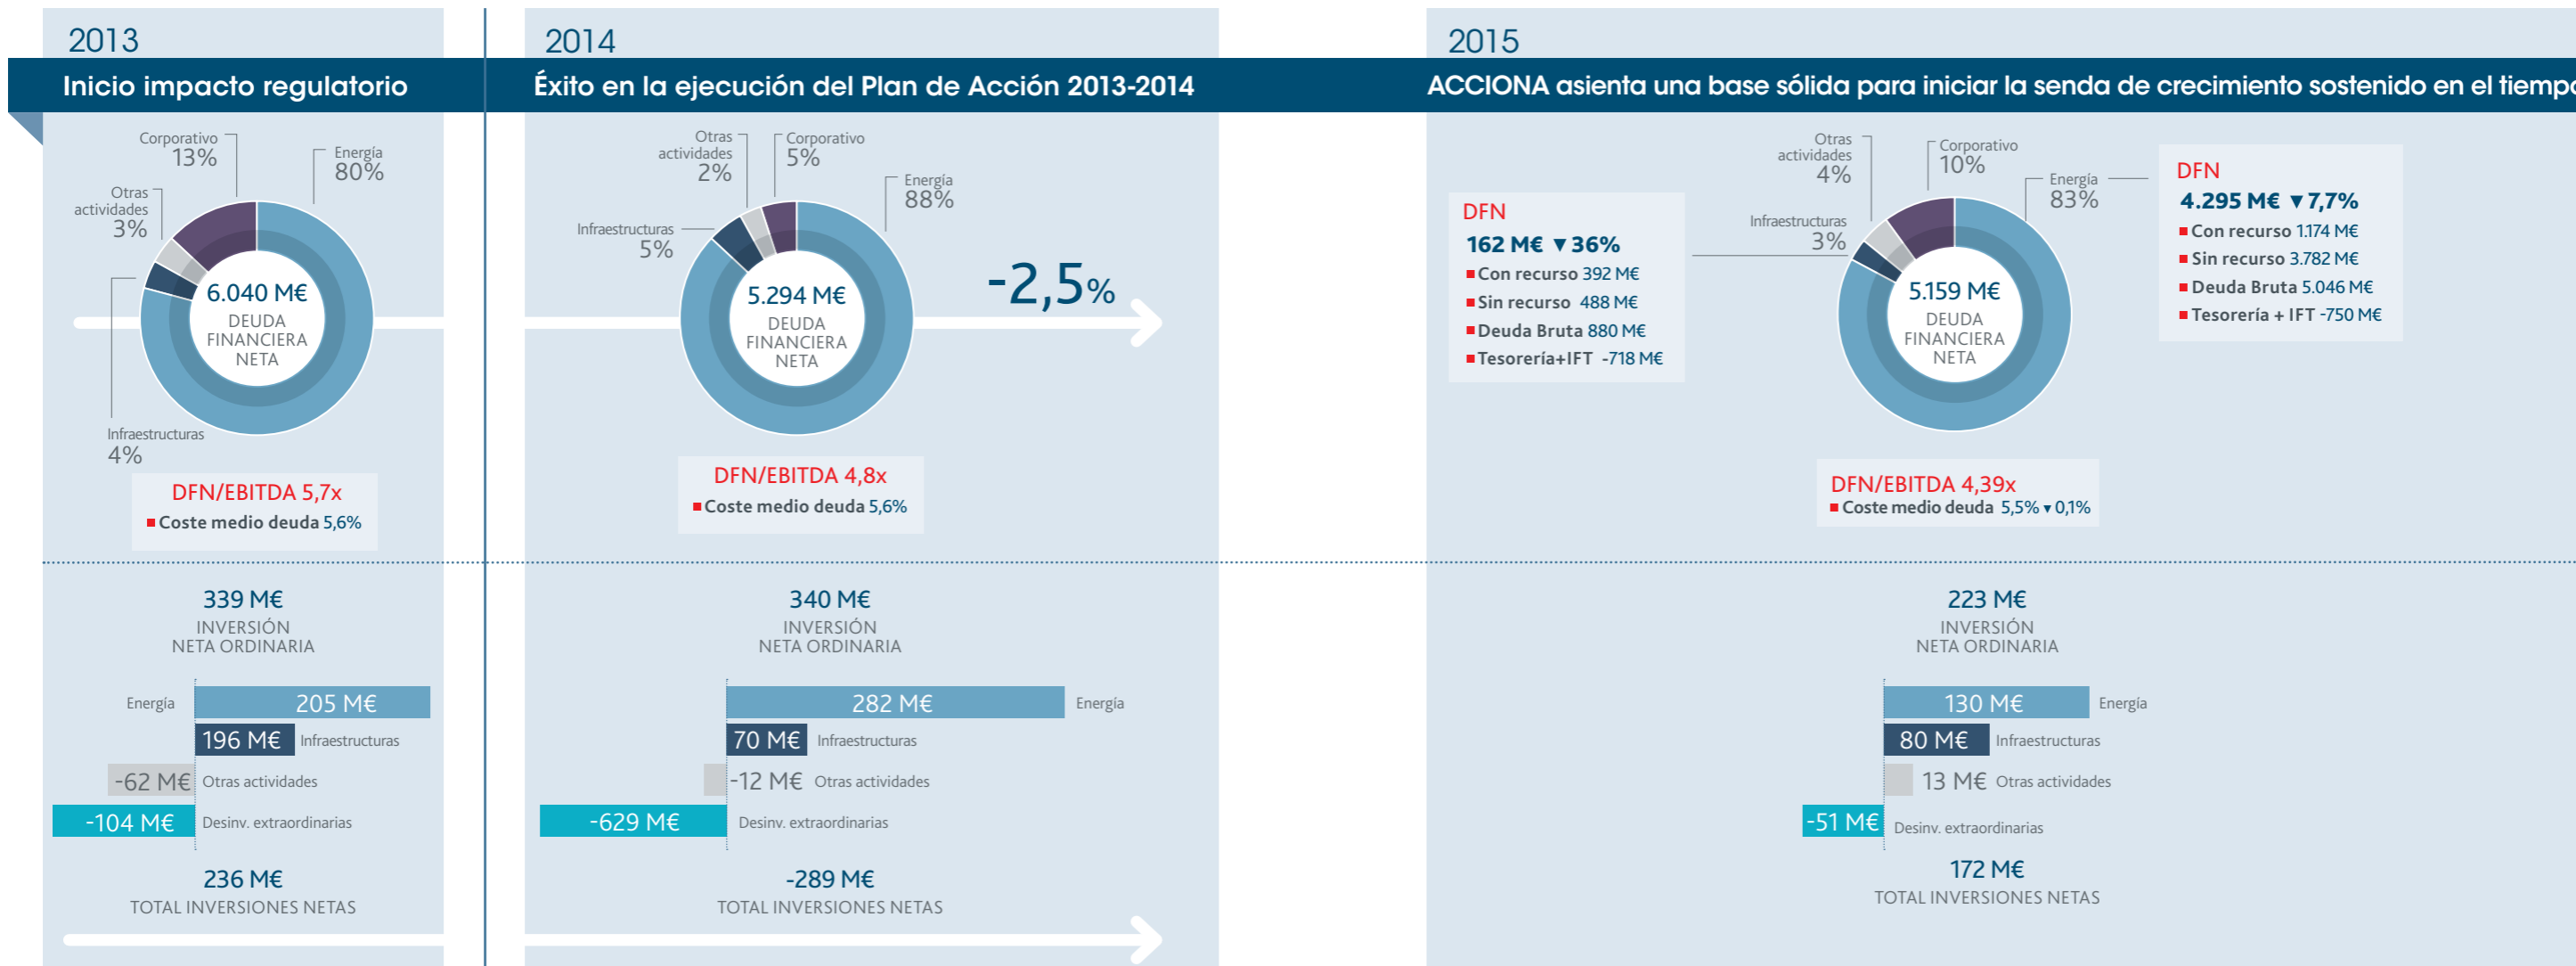 2013
Inicio impacto regulatorio
Corporativo
13%
Energía
80%
Otras
actividades
3%
6.040 M€
DEUDA
FINANCIERA
NETA
Infraestructuras
4%
DFN/EBITDA 5,7x
Coste medio deuda 5,6%
339 M€
INVERSIÓN
NETA ORDINARIA
Energía 205 M€
196 M€ Infraestructuras
-62 M€ Otras actividades
-104 M€ Desinv. extraordinarias
236 M€
TOTAL INVERSIONES NETAS
2014
Éxito en la ejecución del Plan de Acción 2013-2014
Otras
actividades
2%
Corporativo
5%
Energía
88%
Infraestructuras
5%
5.294 M€
DEUDA
FINANCIERA
NETA
-2,5%
DFN/EBITDA 4,8x
Coste medio deuda 5,6%
340 M€
INVERSIÓN
NETA ORDINARIA
282 M€ Energía
70 M€ Infraestructuras
-12 M€ Otras actividades
-629 M€ Desinv. extraordinarias
-289 M€
TOTAL INVERSIONES NETAS
2015
ACCIONA asienta una base sólida para iniciar la senda de crecimiento sostenido en el tiempo
DFN
162 M€ ▼36%
Con recurso 392 M€
Sin recurso 488 M€
Deuda Bruta 880 M€
Tesorería+IFT -718 M€
Otras
actividades
4%
Corporativo
10%
Energía
83%
Infraestructuras
3%
5.159 M€
DEUDA
FINANCIERA
NETA
DFN
4.295 M€ ▼7,7%
Con recurso 1.174 M€
Sin recurso 3.782 M€
Deuda Bruta 5.046 M€
Tesorería + IFT -750 M€
DFN/EBITDA 4,39x
Coste medio deuda 5,5% ▼0,1%
223 M€
INVERSIÓN
NETA ORDINARIA
130 M€ Energía
80 M€ Infraestructuras
13 M€ Otras actividades
-51 M€ Desinv. extraordinarias
172 M€
TOTAL INVERSIONES NETAS